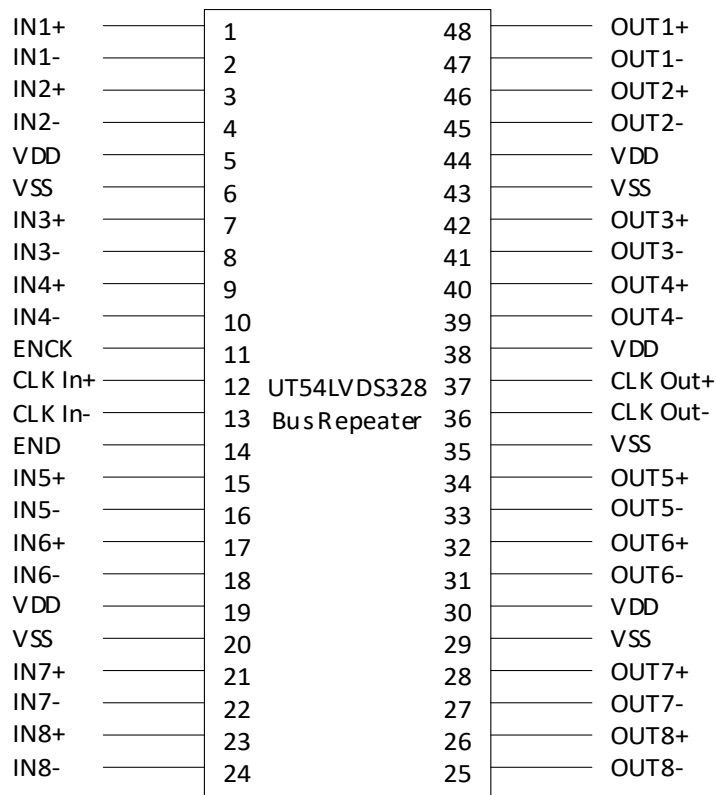 IN1+ 1 48 OUT1+
IN1- 2 47 OUT1-
IN2+ 3 46 OUT2+
IN2- 4 45 OUT2-
VDD 5 44 VDD
VSS 6 43 VSS
IN3+ 7 42 OUT3+
IN3- 8 41 OUT3-
IN4+ 9 40 OUT4+
IN4- 10 39 OUT4-
ENCK 11 38 VDD
CLK In+ 12 UT54LVDS328 37 CLK Out+
CLK In- 13 Bus Repeater 36 CLK Out-
END 14 35 VSS
IN5+ 15 34 OUT5+
IN5- 16 33 OUT5-
IN6+ 17 32 OUT6+
IN6- 18 31 OUT6-
VDD 19 30 VDD
VSS 20 29 VSS
IN7+ 21 28 OUT7+
IN7- 22 27 OUT7-
IN8+ 23 26 OUT8+
IN8- 24 25 OUT8-